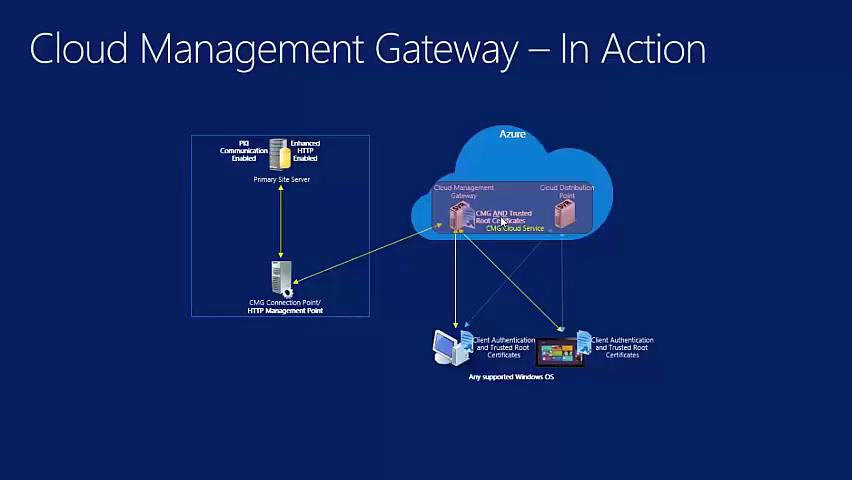 Cloud Management Gateway – In Action
Azure
PKI
Communication
Enabled
Enhanced
HTTP
Enabled
Primary Site Server
Cloud Management
Gateway
Cloud Distribution
Point
CMG AND Trusted
Root Certificates
CMG Cloud Service
CMG Connection Point/
HTTP Management Point
Client Authentication
and Trusted Root
Certificates
Client Authentication
and Trusted Root
Certificates
Any supported Windows OS